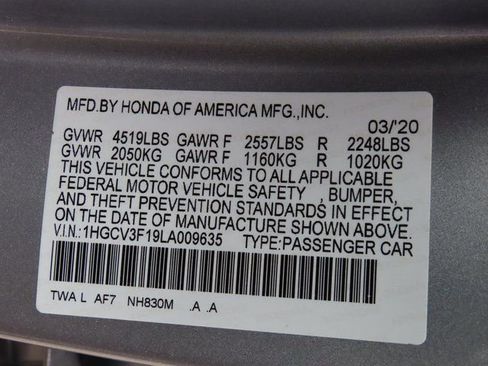 MFD.BY HONDA OF AMERICA MFG.,INC.
03/'20
GVWR 4519LBS GAWR F 2557LBS R 2248LBS
GVWR 2050KG GAWR F 1160KG R 1020KG
THIS VEHICLE CONFORMS TO ALL APPLICABLE
FEDERAL MOTOR VEHICLE SAFETY , BUMPER,
AND THEFT PREVENTION STANDARDS IN EFFECT
ON THE DATE OF MANUFACTURE SHOWN ABOVE.
V.I.N.:1HGCV3F19LA009635 TYPE:PASSENGER CAR
TWA L AF7 NH830M .A .A